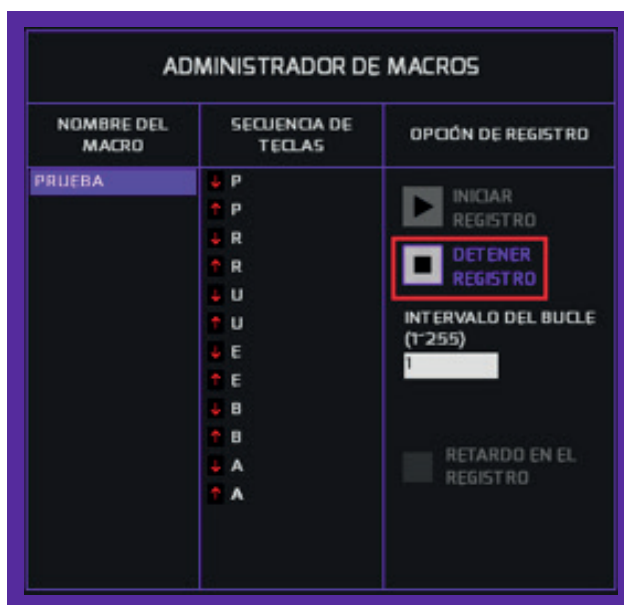 ADMINISTRADOR DE MACROS
NOMBRE DEL
MACRO
SECUENCIA DE
TECLAS
OPCIÓN DE REGISTRO
PRUEBA
P
P
R
R
U
U
E
E
B
B
A
A
INICIAR
REGISTRO
DETENER
REGISTRO
INTERVALO DEL BUCLE
(1~255)
1
RETARDO EN EL
REGISTRO